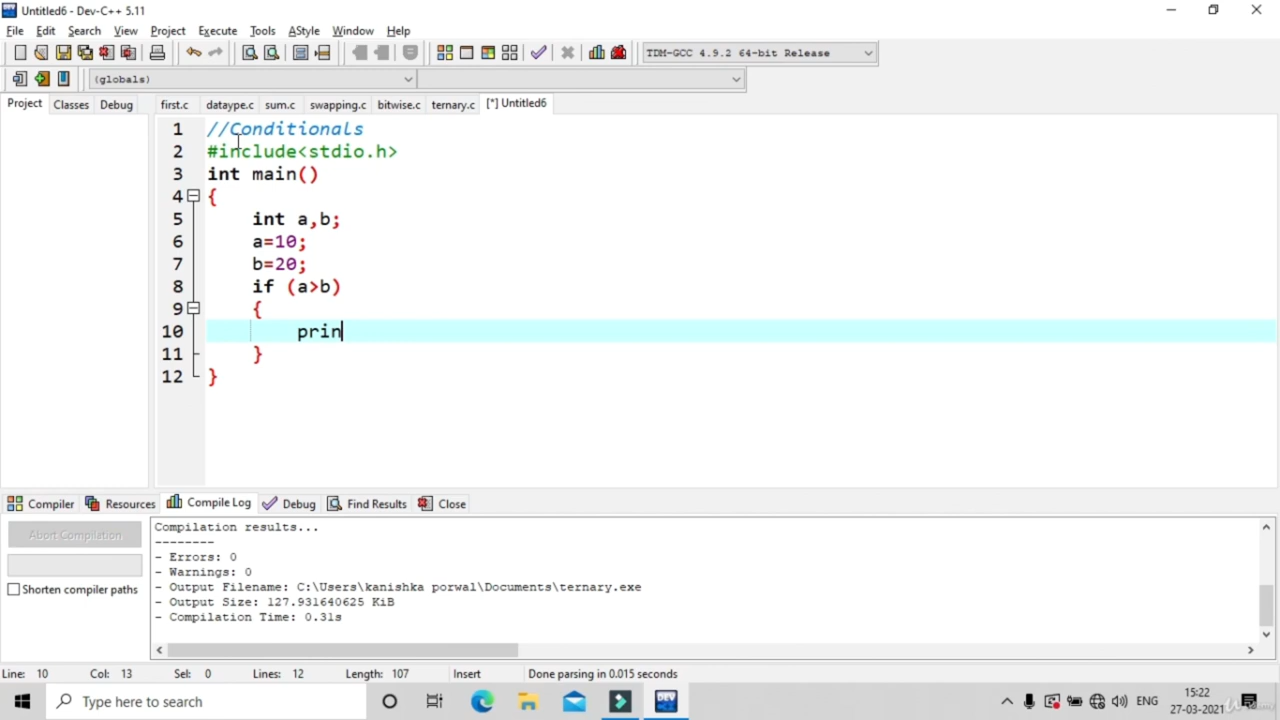 Untitled6 - Dev-C++ 5.11
File Edit Search View Project Execute Tools AStyle Window Help
TDM-GCC 4.9.2 64-bit Release
(globals)
Project Classes Debug first.c dataype.c sum.c swapping.c bitwise.c ternary.c [*] Untitled6
1 //Conditionals
2 #include<stdio.h>
3 int main()
4 {
5 int a,b;
6 a=10;
7 b=20;
8 if (a>b)
9 {
10 prin
11 }
12 }
Compiler Resources Compile Log Debug Find Results Close
Abort Compilation
Shorten compiler paths
Compilation results...
--------
- Errors: 0
- Warnings: 0
- Output Filename: C:\Users\kanishka porwal\Documents\ternary.exe
- Output Size: 127.931640625 KiB
- Compilation Time: 0.31s
Line: 10 Col: 13 Sel: 0 Lines: 12 Length: 107 Insert Done parsing in 0.015 seconds
Type here to search
DEV
ENG
15:22
27-03-2021